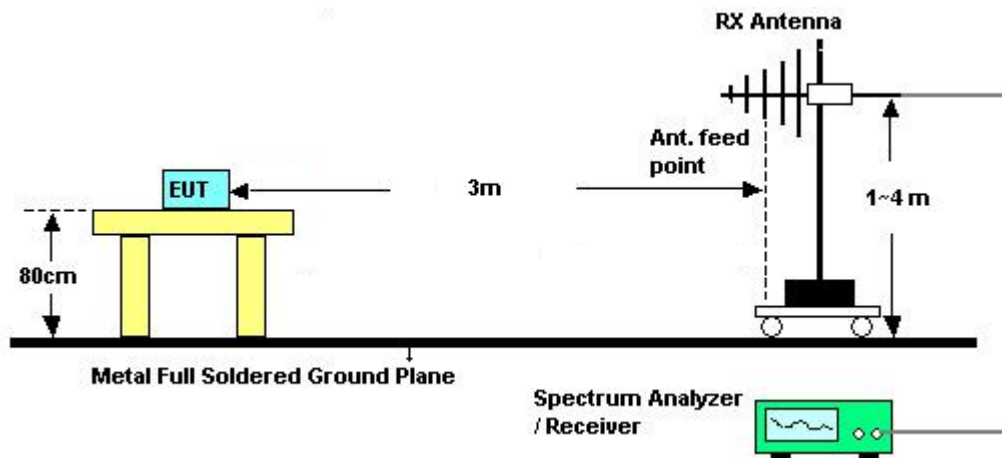 RX Antenna
Ant. feed
point
EUT
3m
1~4 m
80cm
Metal Full Soldered Ground Plane
Spectrum Analyzer
/ Receiver